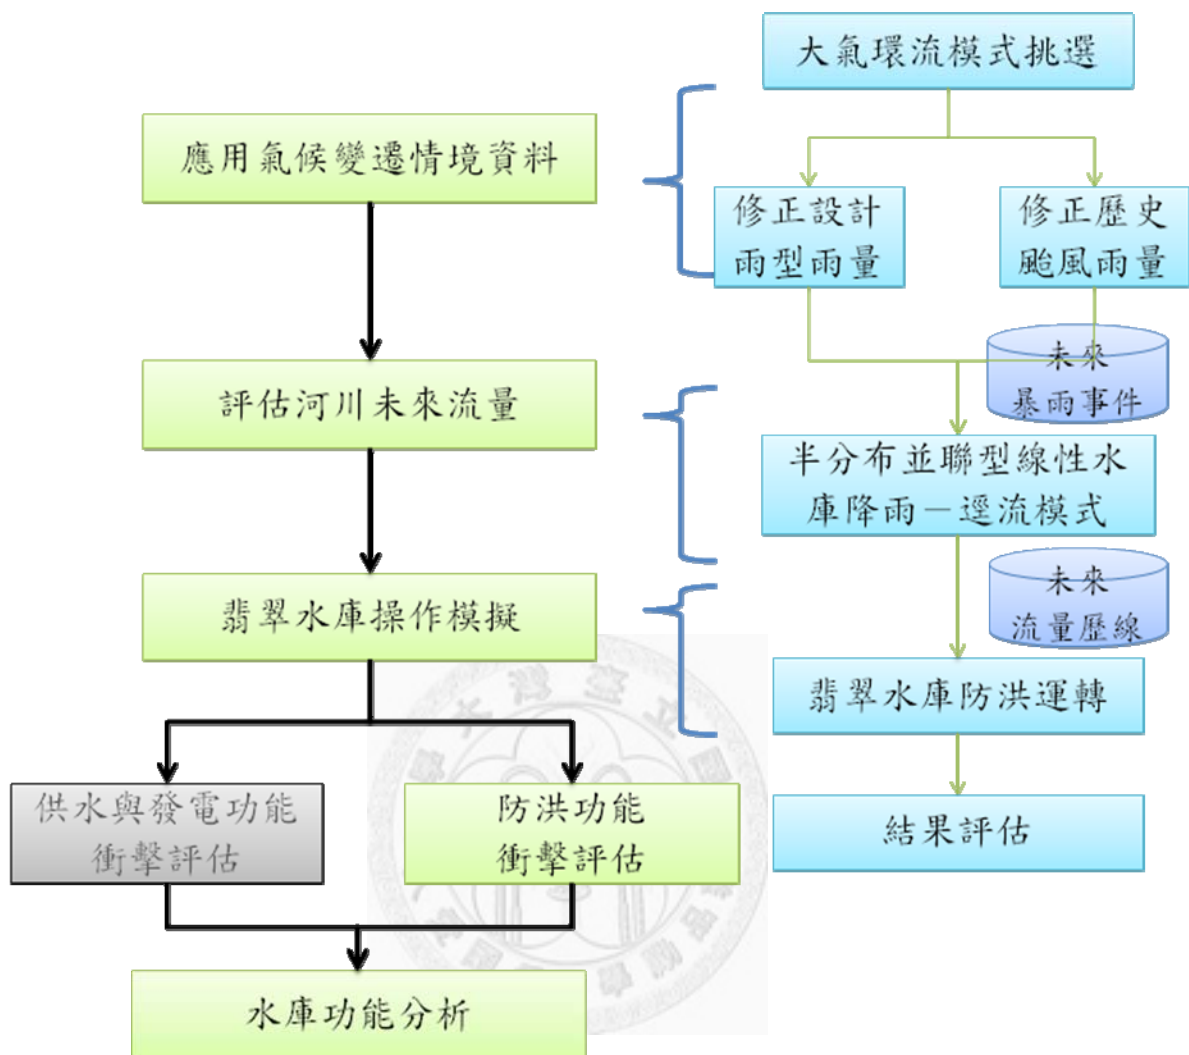 應用氣候變遷情境資料
評估河川未來流量
翡翠水庫操作模擬
供水與發電功能
衝擊評估
防洪功能
衝擊評估
水庫功能分析
大氣環流模式挑選
修正設計
雨型雨量
修正歷史
颱風雨量
未來
暴雨事件
半分布並聯型線性水
庫降雨－逕流模式
未來
流量歷線
翡翠水庫防洪運轉
結果評估